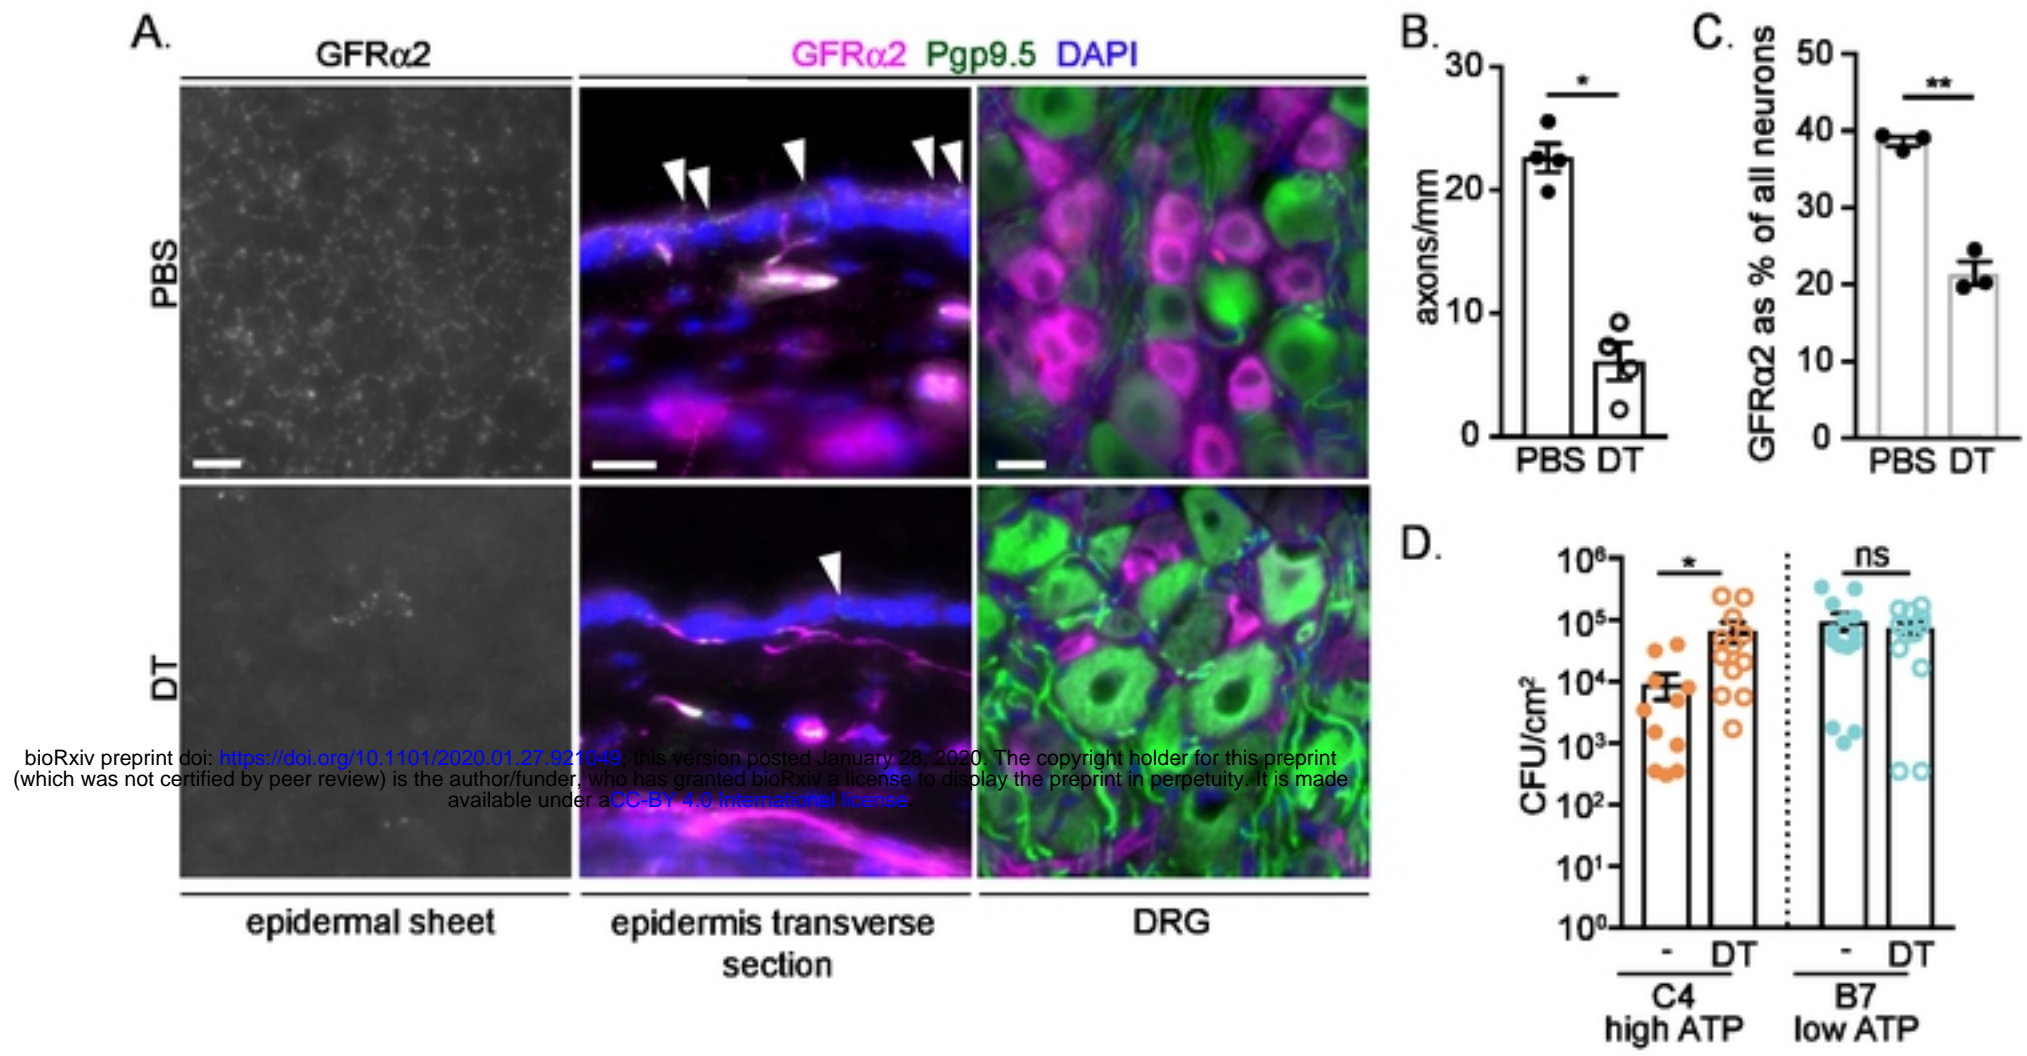 A.
GFRα2
GFRα2 Pgp9.5 DAPI
PBS
DT
epidermal sheet
epidermis transverse
section
DRG
B.
axons/mm
30
20
10
0
*
PBS DT
C.
GFRα2 as % of all neurons
50
40
30
20
10
0
**
PBS DT
D.
CFU/cm²
10⁶
10⁵
10⁴
10³
10²
10¹
10⁰
*
ns
- DT - DT
C4 B7
high ATP low ATP
bioRxiv preprint doi: https://doi.org/10.1101/2020.01.27.921049; this version posted January 28, 2020. The copyright holder for this preprint
(which was not certified by peer review) is the author/funder, who has granted bioRxiv a license to display the preprint in perpetuity. It is made
available under aCC-BY 4.0 International license.